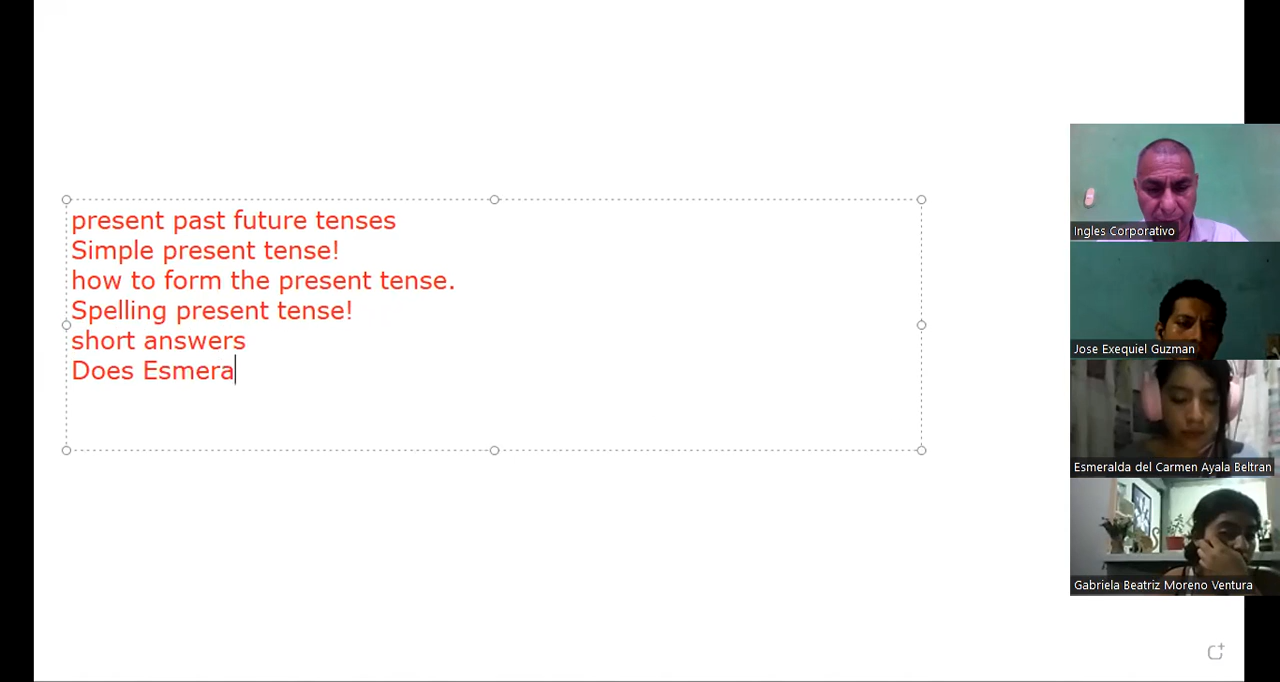 present past future tenses
Simple present tense!
how to form the present tense.
Spelling present tense!
short answers
Does Esmera
Ingles Corporativo
Jose Exequiel Guzman
Esmeralda del Carmen Ayala Beltran
Gabriela Beatriz Moreno Ventura